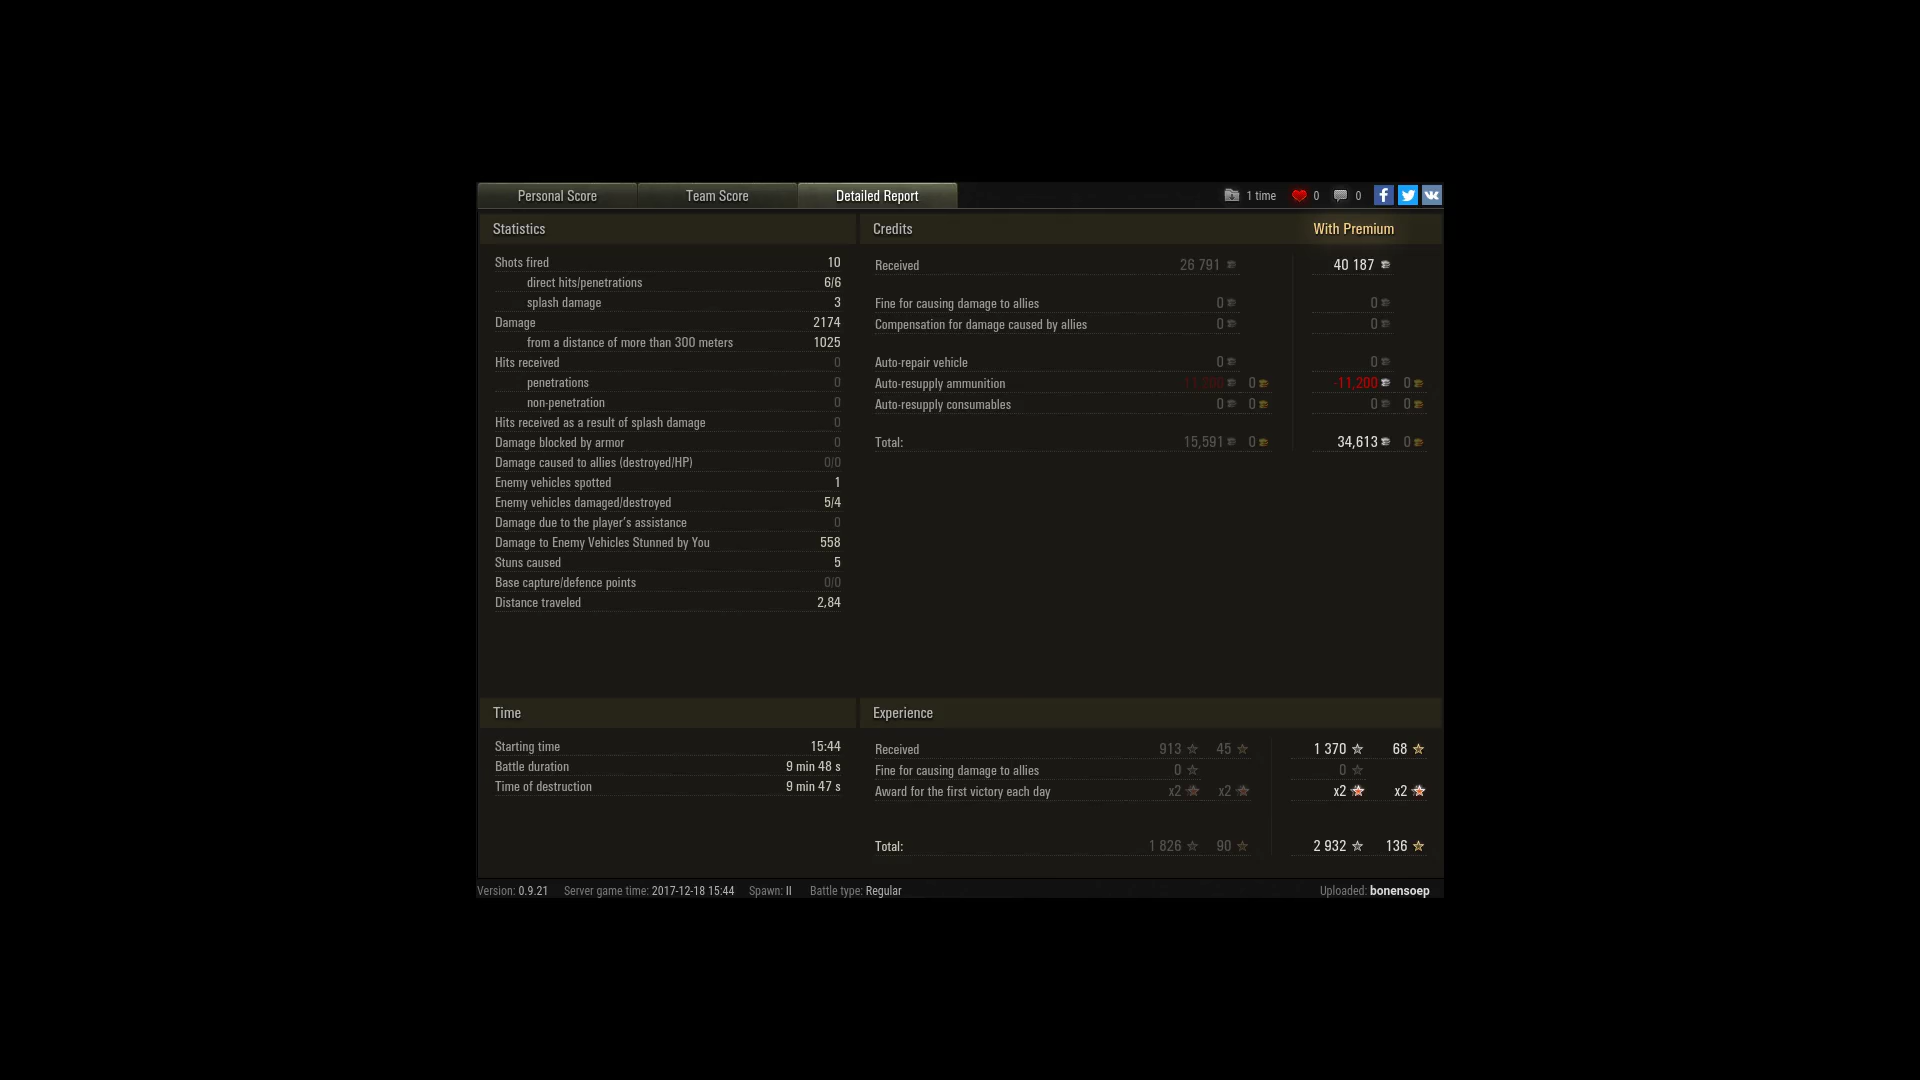 Personal Score Team Score Detailed Report 1 time 0 0
Statistics
Shots fired 10
direct hits/penetrations 6/6
splash damage 3
Damage 2174
from a distance of more than 300 meters 1025
Hits received 0
penetrations 0
non-penetration 0
Hits received as a result of splash damage 0
Damage blocked by armor 0
Damage caused to allies (destroyed/HP) 0/0
Enemy vehicles spotted 1
Enemy vehicles damaged/destroyed 5/4
Damage due to the player's assistance 0
Damage to Enemy Vehicles Stunned by You 558
Stuns caused 5
Base capture/defence points 0/0
Distance traveled 2,84
Credits With Premium
Received 26 791 40 187
Fine for causing damage to allies 0 0
Compensation for damage caused by allies 0 0
Auto-repair vehicle 0 0
Auto-resupply ammunition 0 -11,200 0
Auto-resupply consumables 0 0 0 0
Total: 15,591 0 34,613 0
Time
Starting time 15:44
Battle duration 9 min 48 s
Time of destruction 9 min 47 s
Experience
Received 913 45 1 370 68
Fine for causing damage to allies 0 0
Award for the first victory each day x2 x2 x2 x2
Total: 1 826 90 2 932 136
Version: 0.9.21 Server game time: 2017-12-18 15:44 Spawn: II Battle type: Regular Uploaded: bonensoep